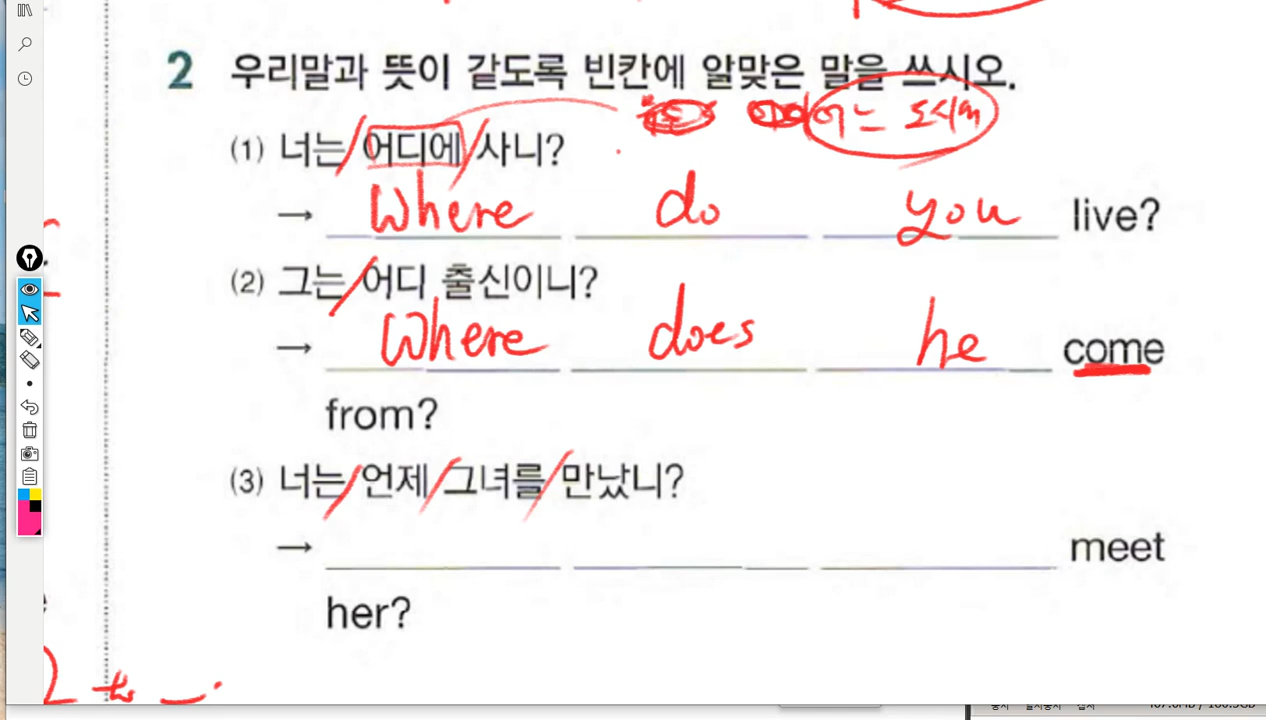 2 우리말과 뜻이 같도록 빈칸에 알맞은 말을 쓰시오.
어느 도시에
(1) 너는/어디에/사니?
→ Where do you live?
(2) 그는/어디 출신이니?
→ Where does he come
from?
(3) 너는/언제/그녀를/만났니?
→ ____ ____ ____ meet
her?